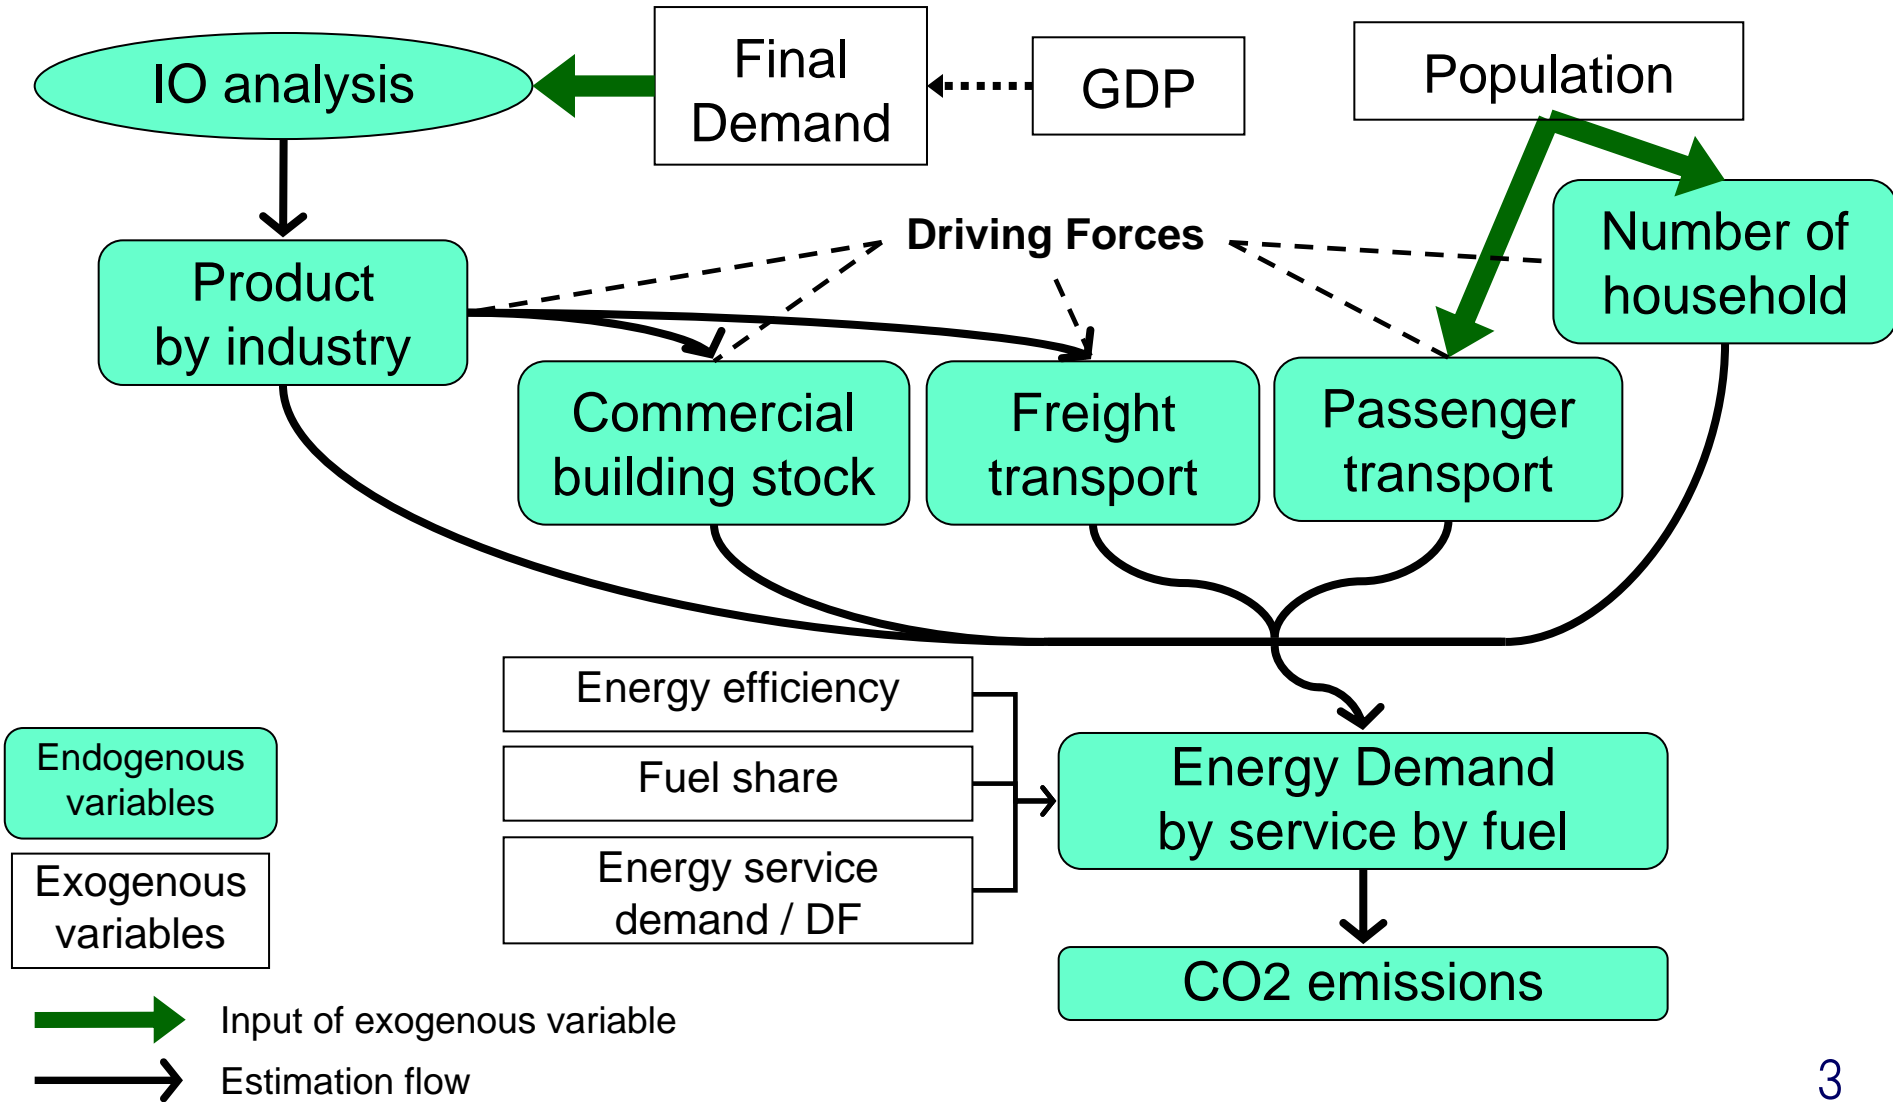 IO analysis
Final
Demand
GDP
Population
Driving Forces
Number of
household
Product
by industry
Commercial
building stock
Freight
transport
Passenger
transport
Energy efficiency
Fuel share
Energy service
demand / DF
Energy Demand
by service by fuel
CO2 emissions
Endogenous
variables
Exogenous
variables
Input of exogenous variable
Estimation flow
3